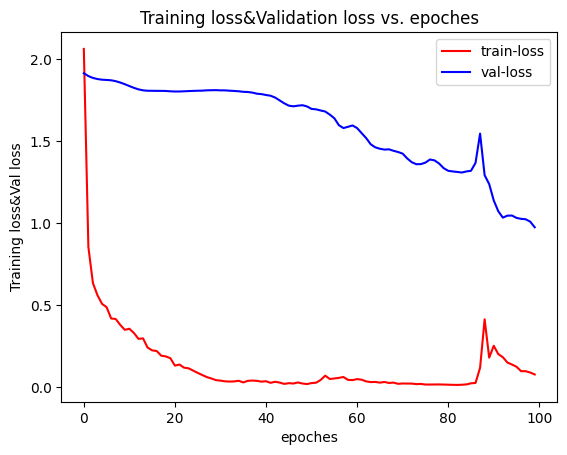 Training loss&Validation loss vs. epoches
train-loss
val-loss
Training loss&Val loss
2.0
1.5
1.0
0.5
0.0
0 20 40 60 80 100
epoches